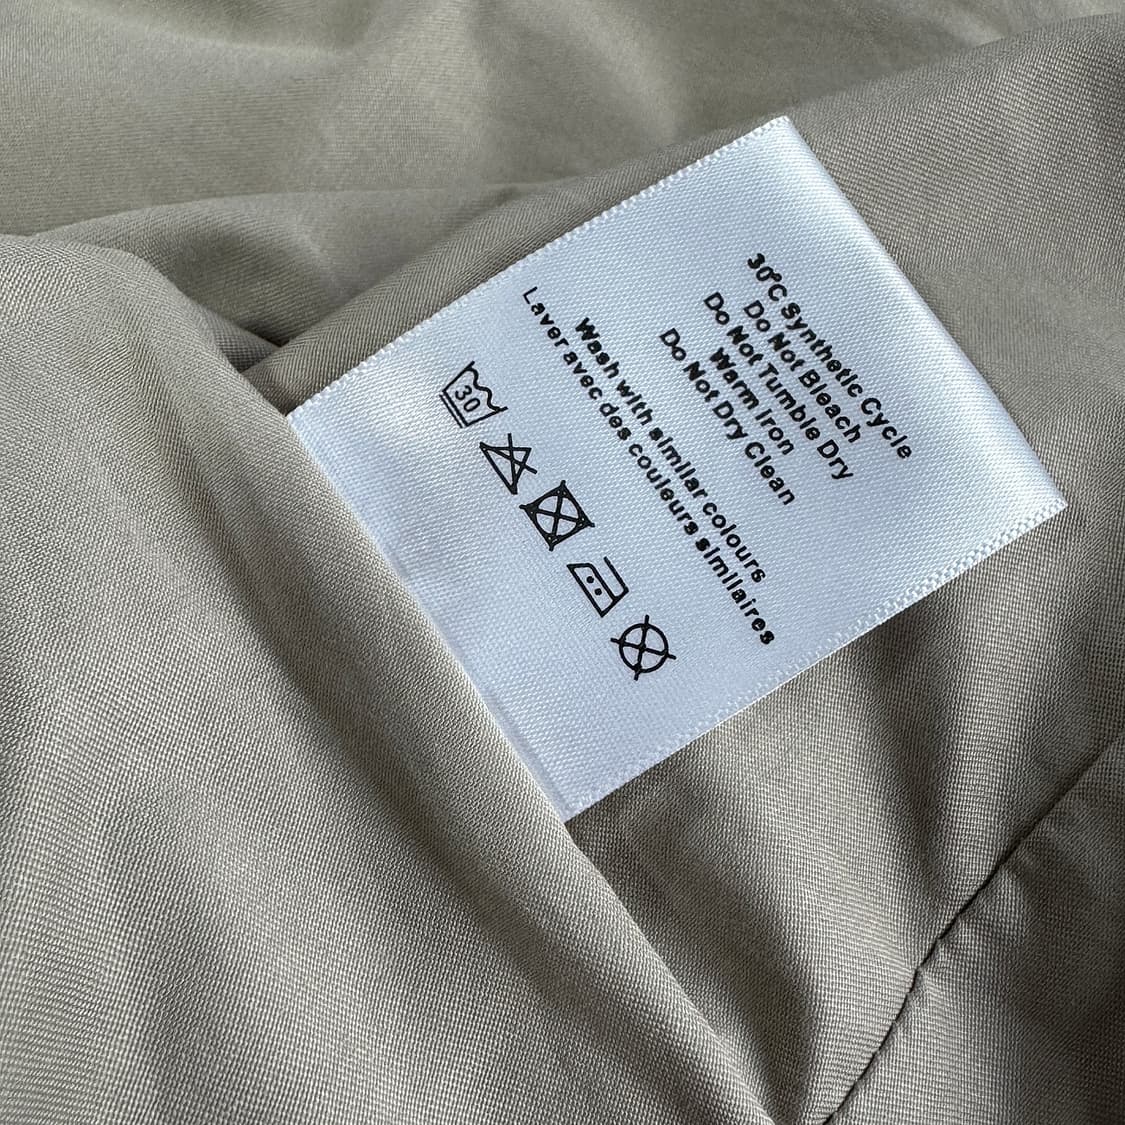 30°C Synthetic Cycle
Do Not Bleach
Do Not Tumble Dry
Warm Iron
Do Not Dry Clean
Wash with similar colours
Laver avec des couleurs similaires
30